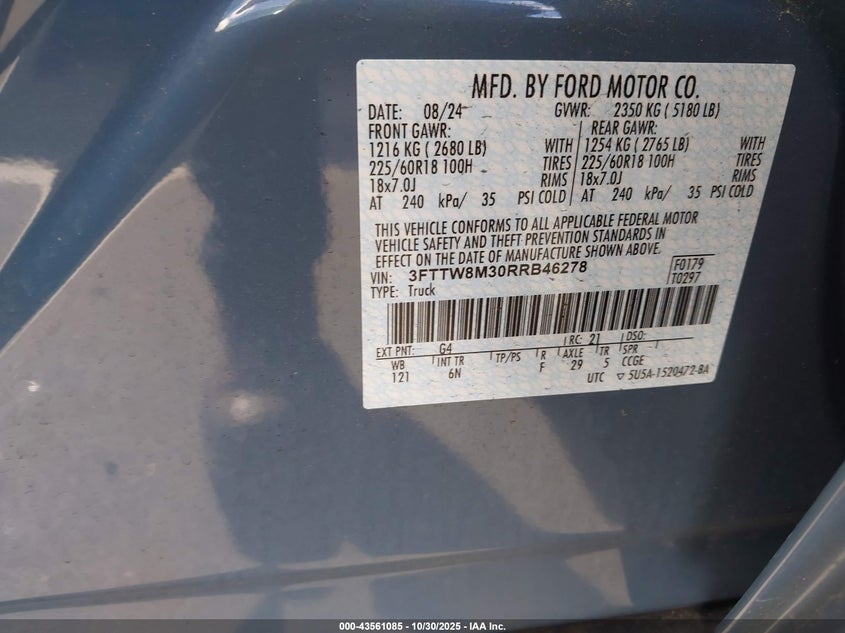 MFD. BY FORD MOTOR CO.
DATE: 08/24 GVWR: 2350 KG ( 5180 LB)
FRONT GAWR: REAR GAWR:
1216 KG ( 2680 LB) WITH 1254 KG ( 2765 LB) WITH
225/60R18 100H TIRES 225/60R18 100H TIRES
18x7.0J RIMS 18x7.0J RIMS
AT 240 kPa/ 35 PSI COLD AT 240 kPa/ 35 PSI COLD
THIS VEHICLE CONFORMS TO ALL APPLICABLE FEDERAL MOTOR
VEHICLE SAFETY AND THEFT PREVENTION STANDARDS IN
EFFECT ON THE DATE OF MANUFACTURE SHOWN ABOVE.
VIN: 3FTTW8M30RRB46278 F0179
TYPE: Truck T0297
EXT PNT: G4 RC: 21 DSO:
WB INT TR TP/PS R AXLE TR SPR
121 6N F 29 5 CCGE
UTC ▽ 5U5A-1520472-BA
000-43561085 - 10/30/2025 - IAA Inc.